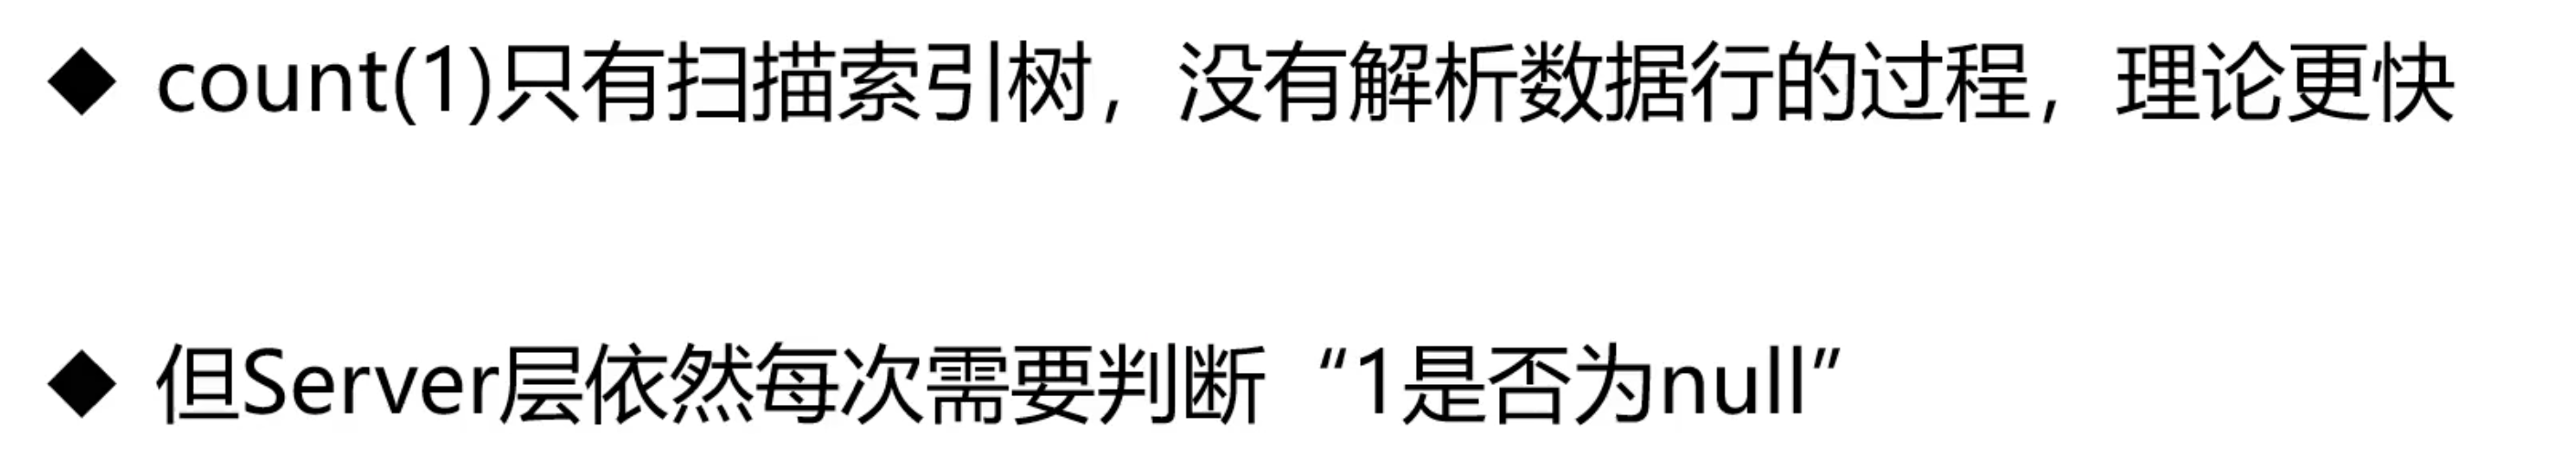 ◆ count(1)只有扫描索引树，没有解析数据行的过程，理论更快
◆ 但Server层依然每次需要判断“1是否为null”